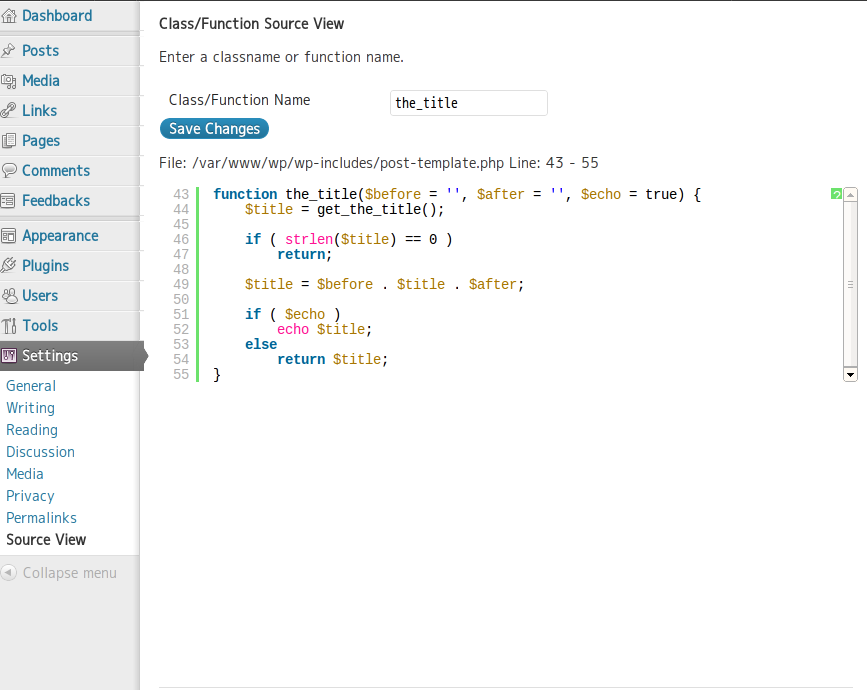 Dashboard
Posts
Media
Links
Pages
Comments
Feedbacks
Appearance
Plugins
Users
Tools
Settings
General
Writing
Reading
Discussion
Media
Privacy
Permalinks
Source View
Collapse menu
Class/Function Source View
Enter a classname or function name.
Class/Function Name the_title
Save Changes
File: /var/www/wp/wp-includes/post-template.php Line: 43 - 55
43 function the_title($before = '', $after = '', $echo = true) { ?
44     $title = get_the_title();
45
46     if ( strlen($title) == 0 )
47         return;
48
49     $title = $before . $title . $after;
50
51     if ( $echo )
52         echo $title;
53     else
54         return $title;
55 }